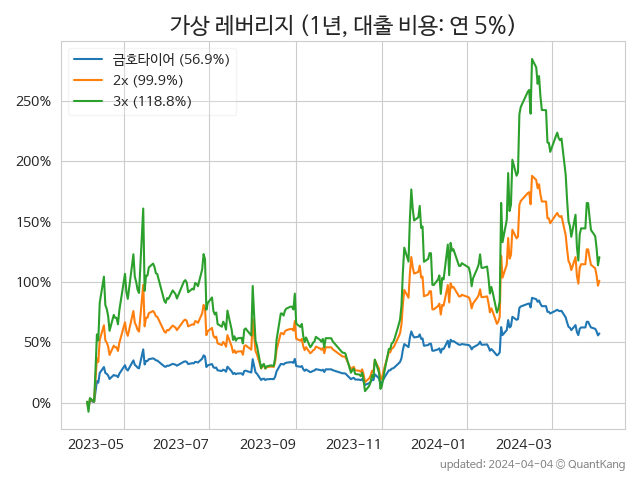 가상 레버리지 (1년, 대출 비용: 연 5%)
금호타이어 (56.9%)
2x (99.9%)
3x (118.8%)
250%
200%
150%
100%
50%
0%
2023-05 2023-07 2023-09 2023-11 2024-01 2024-03
updated: 2024-04-04 © QuantKang